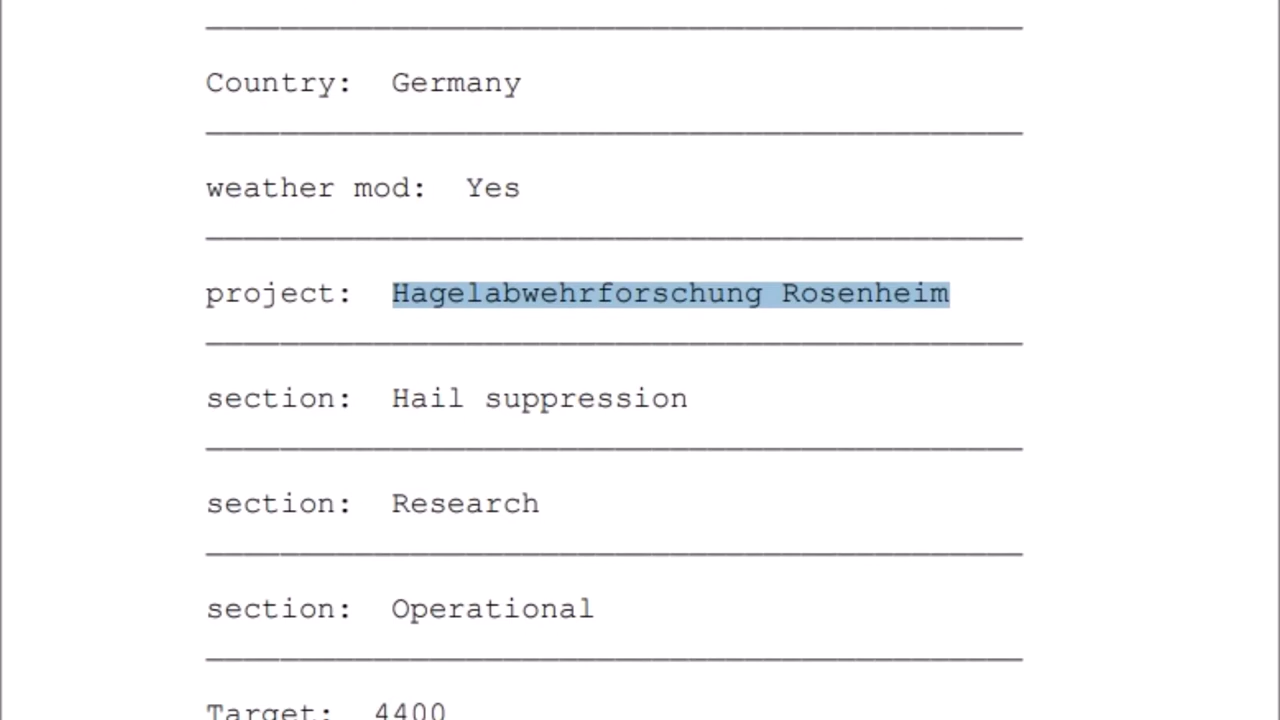 Country: Germany
weather mod: Yes
project: Hagelabwehrforschung Rosenheim
section: Hail suppression
section: Research
section: Operational
Target: 4400